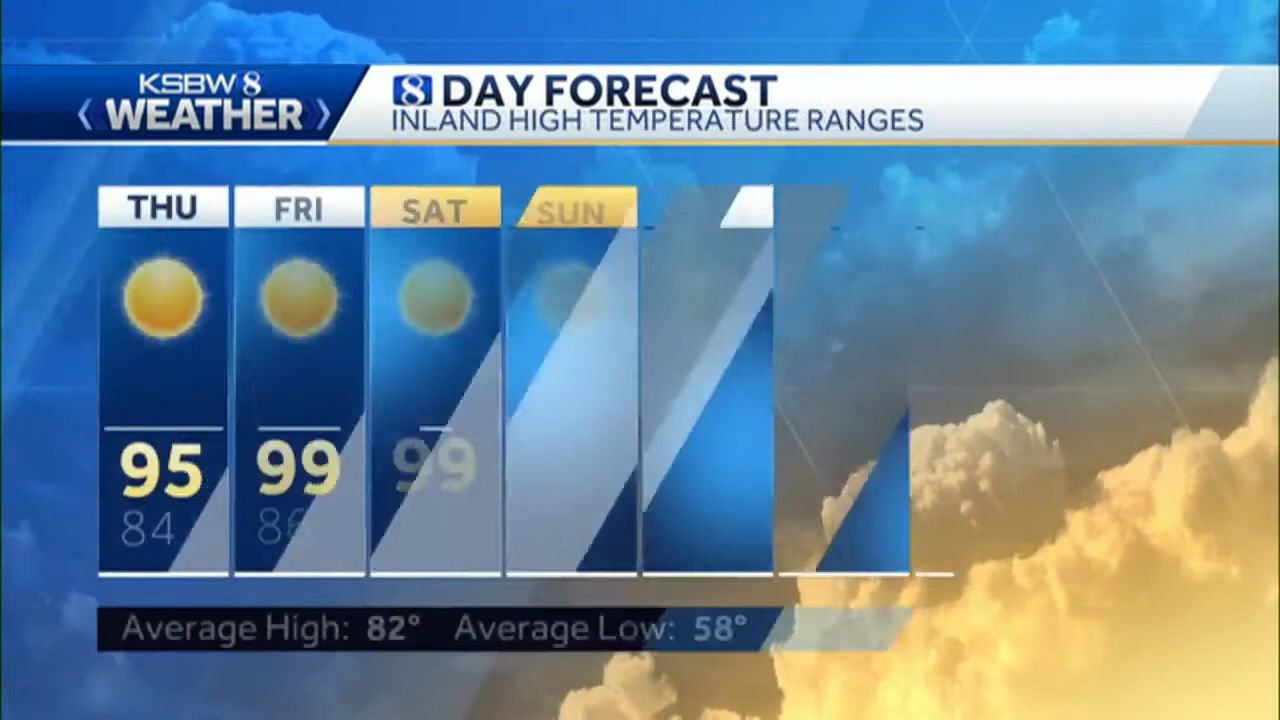 KSBW 8
WEATHER
8 DAY FORECAST
INLAND HIGH TEMPERATURE RANGES
THU FRI SAT SUN
95 99 99
84 86
Average High: 82° Average Low: 58°